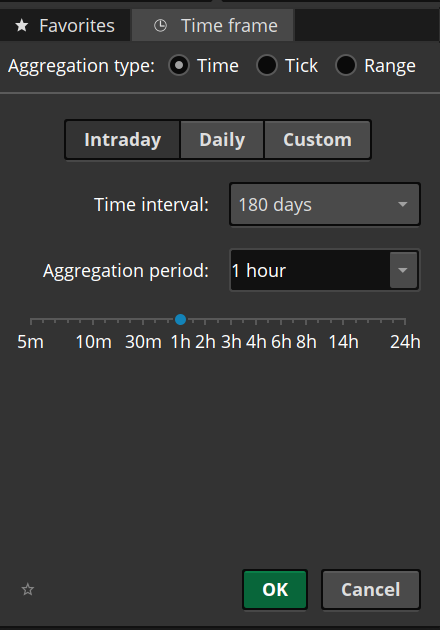 Favorites Time frame
Aggregation type: Time Tick Range
Intraday Daily Custom
Time interval: 180 days
Aggregation period: 1 hour
5m 10m 30m 1h 2h 3h 4h 6h 8h 14h 24h
OK Cancel